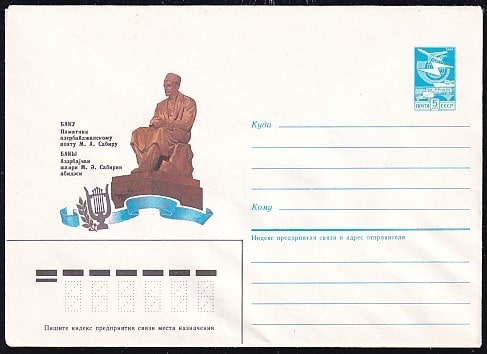 БАКУ
Памятник
азербайджанскому
поэту М. А. Сабиру
БАКЫ
Азәрбајҹан
шаири М. Ә. Сабирин
абидәси
ПОЧТА 5 СССР
Куда
Кому
Индекс предприятия связи и адрес отправителя
Пишите индекс предприятия связи места назначения